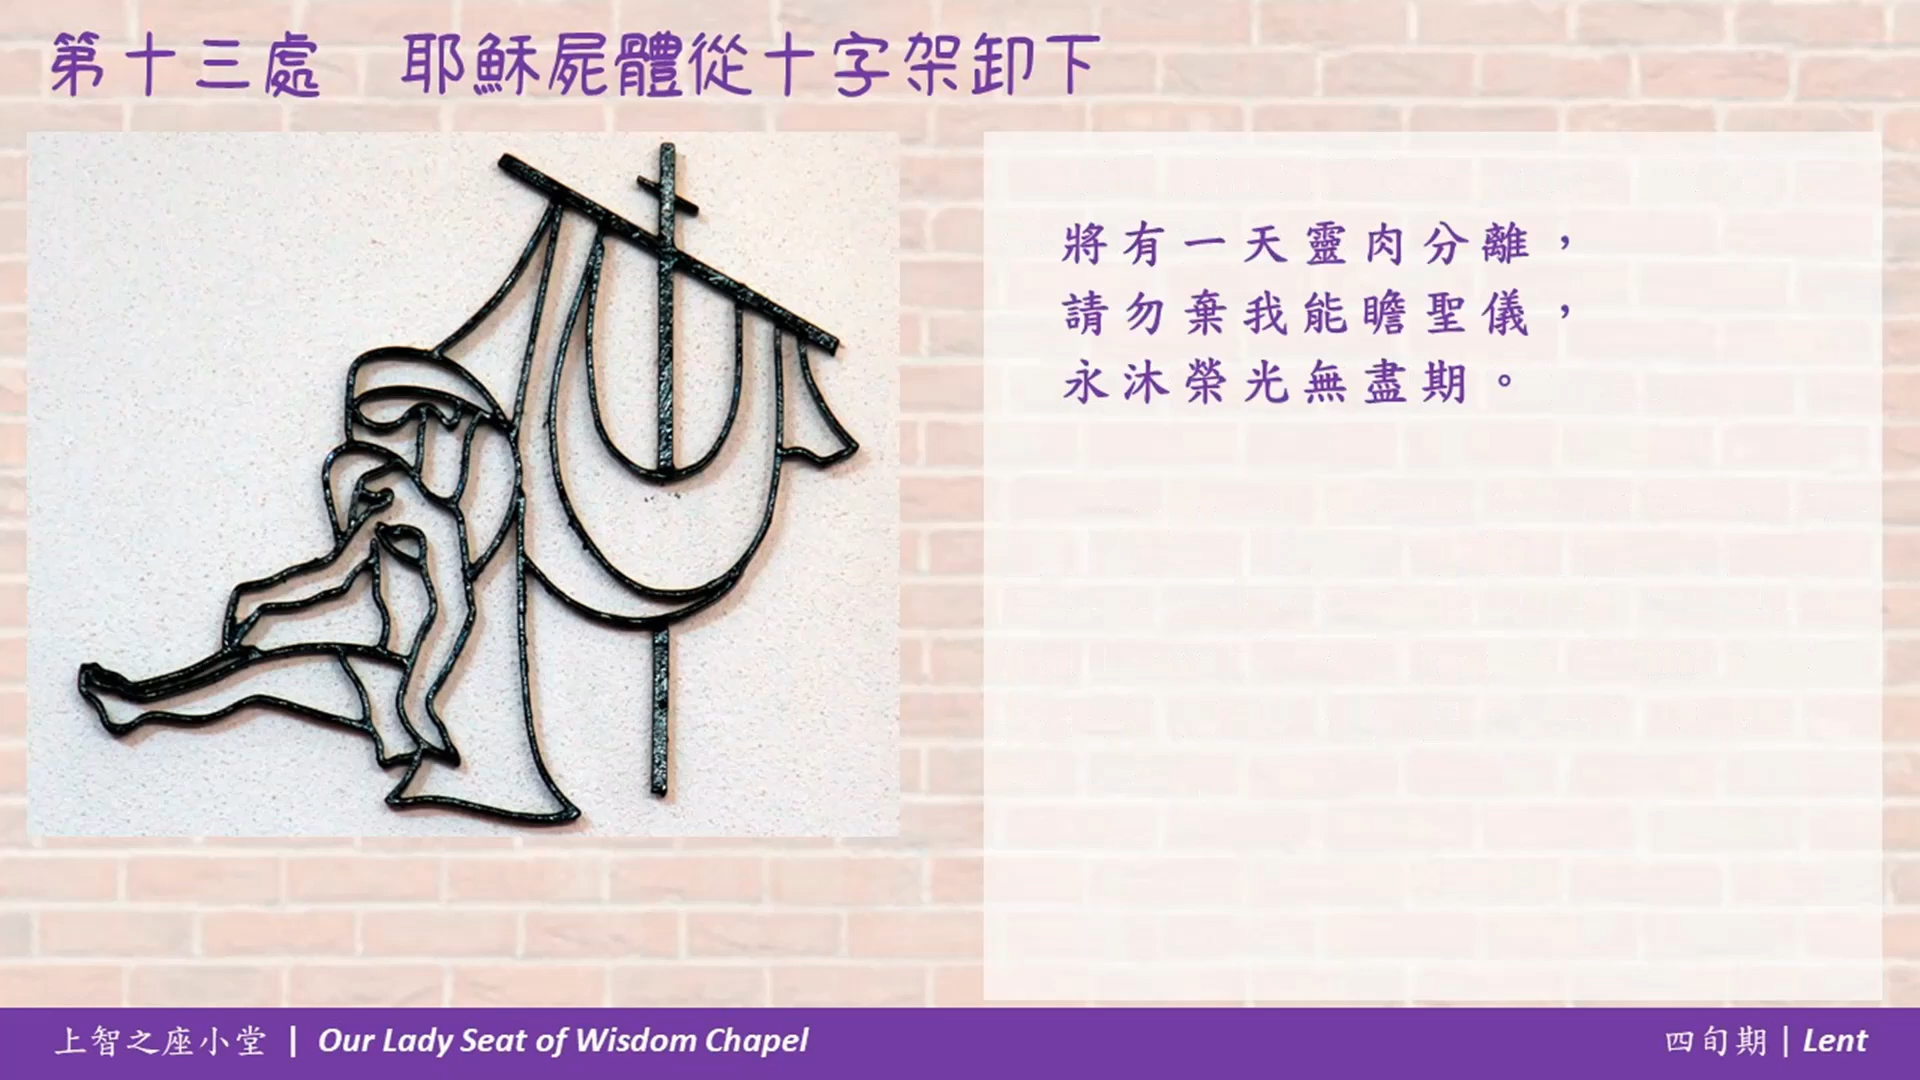 第十三處　耶穌屍體從十字架卸下
將有一天靈肉分離，
請勿棄我能瞻聖儀，
永沐榮光無盡期。
上智之座小堂 | Our Lady Seat of Wisdom Chapel
四旬期 | Lent